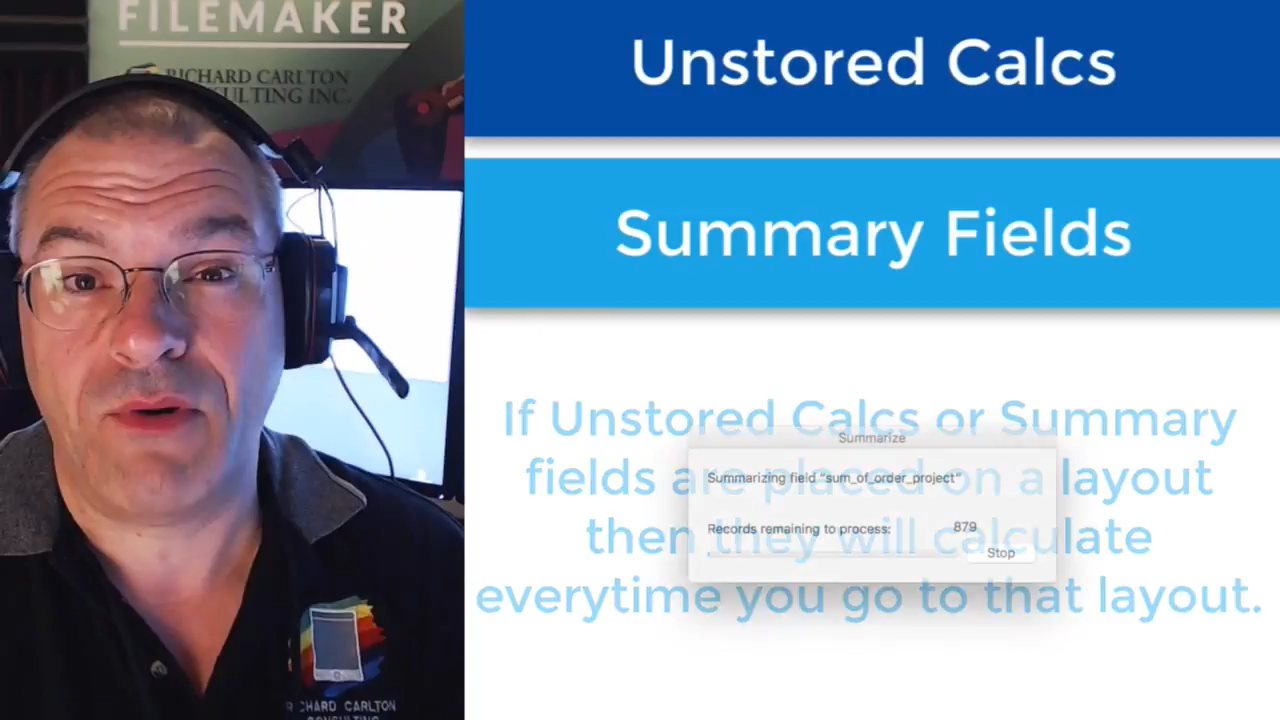 FILEMAKER
RICHARD CARLTON
CONSULTING INC.
RICHARD CARLTON
CONSULTING
Unstored Calcs
Summary Fields
If Unstored Calcs or Summary
fields are placed on a layout
then they will calculate
everytime you go to that layout.
Summarize
Summarizing field "sum_of_order_project"
Records remaining to process: 879
Stop